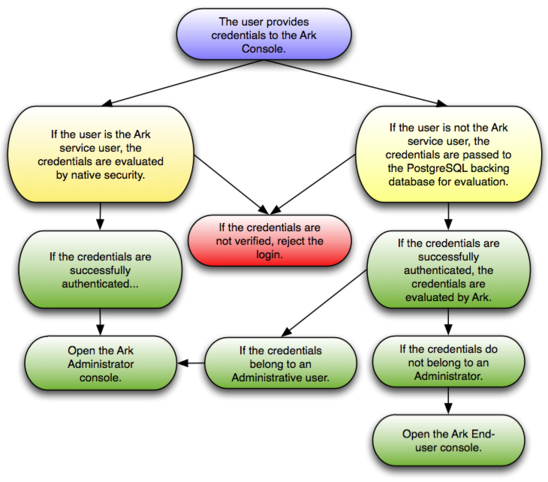 The user provides
credentials to the Ark
Console.
If the user is the Ark
service user, the
credentials are evaluated
by native security.
If the user is not the Ark
service user, the
credentials are passed to
the PostgreSQL backing
database for evaluation.
If the credentials are
not verified, reject the
login.
If the credentials are
successfully
authenticated...
If the credentials are
successfully
authenticated, the
credentials are
evaluated by Ark.
Open the Ark
Administrator
console.
If the credentials
belong to an
Administrative user.
If the credentials do
not belong to an
Administrator.
Open the Ark End-
user console.